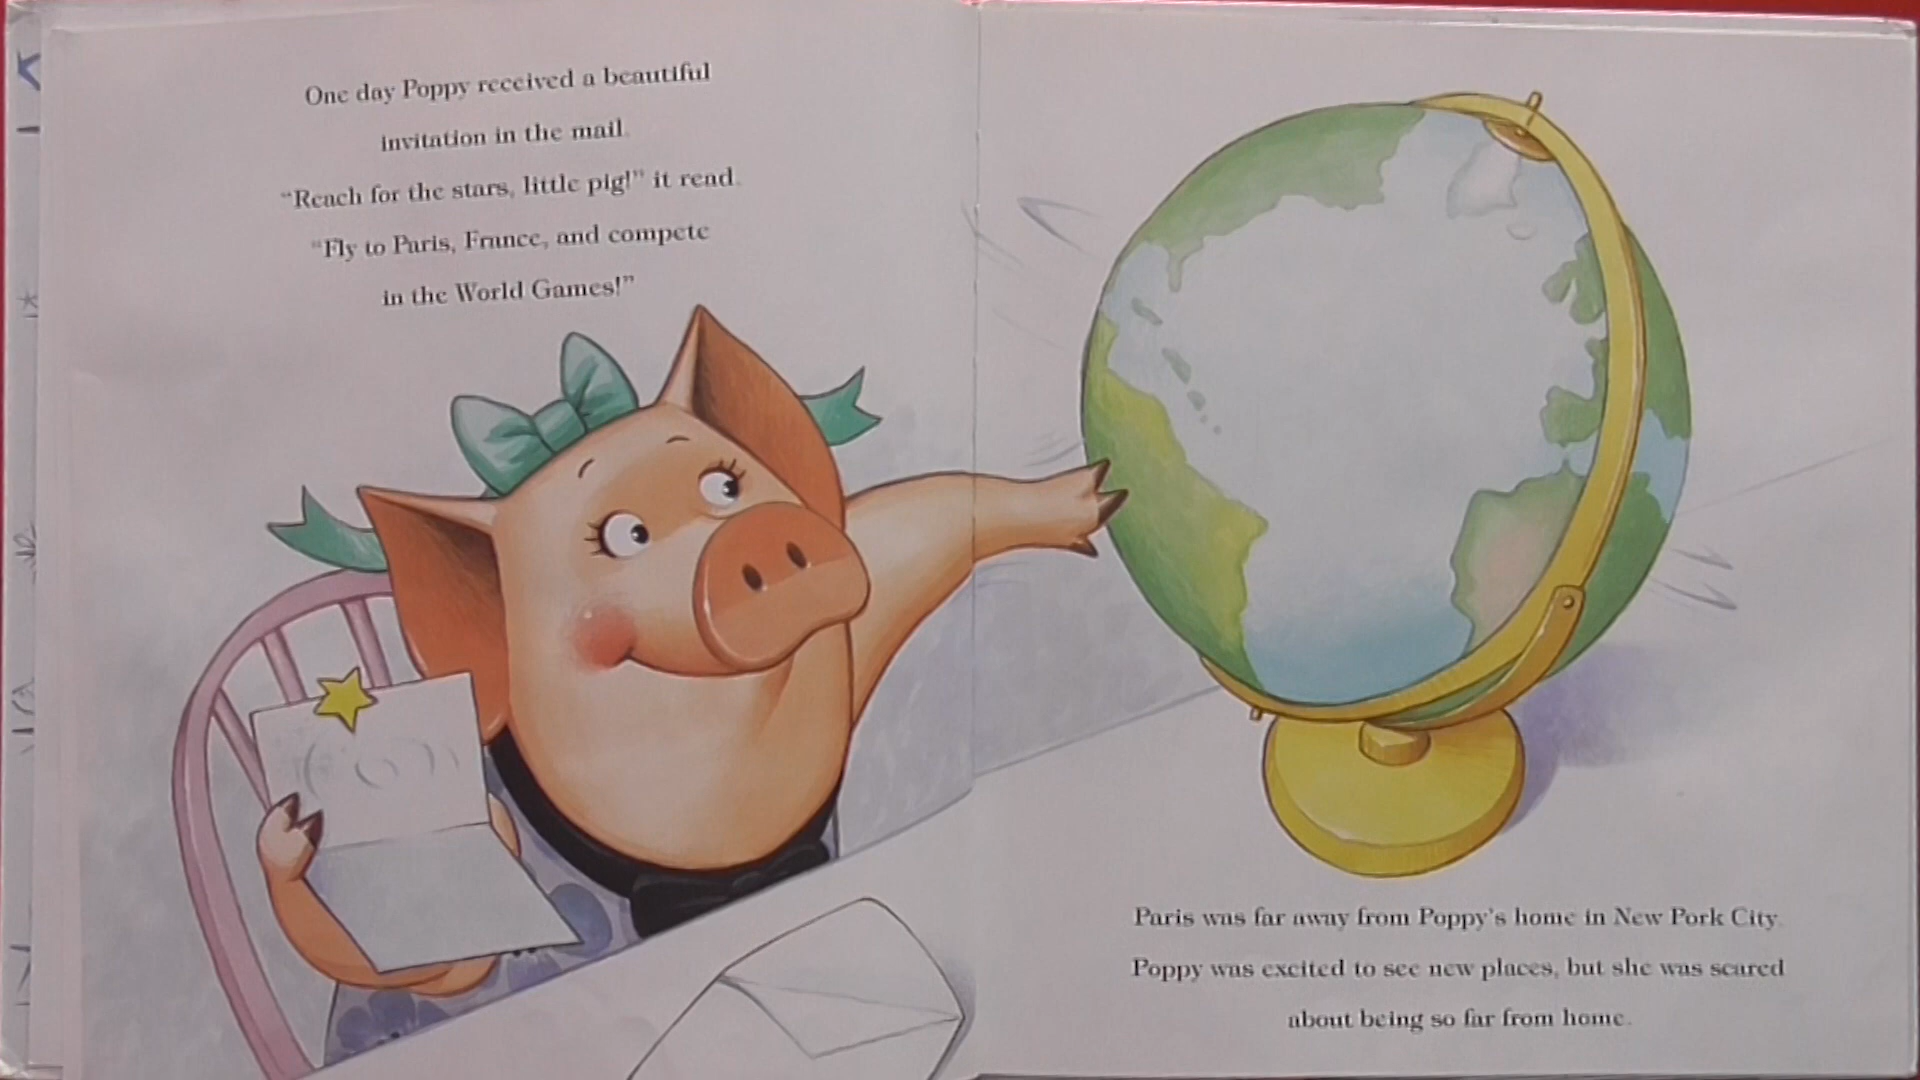 One day Poppy received a beautiful
invitation in the mail.
“Reach for the stars, little pig!” it read.
“Fly to Paris, France, and compete
in the World Games!”
Paris was far away from Poppy’s home in New Pork City.
Poppy was excited to see new places, but she was scared
about being so far from home.